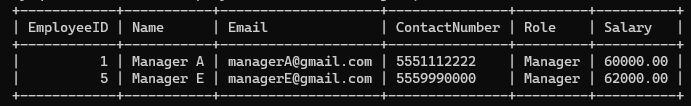 | EmployeeID | Name | Email | ContactNumber | Role | Salary |
| 1 | Manager A | managerA@gmail.com | 5551112222 | Manager | 60000.00 |
| 5 | Manager E | managerE@gmail.com | 5559990000 | Manager | 62000.00 |